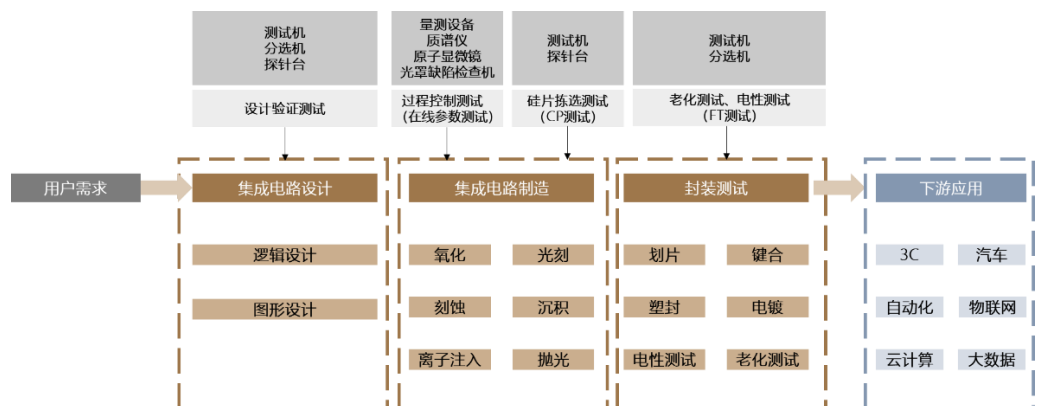 测试机
分选机
探针台
量测设备
质谱仪
原子显微镜
光罩缺陷检查机
测试机
探针台
测试机
分选机
设计验证测试
过程控制测试
(在线参数测试)
硅片拣选测试
(CP测试)
老化测试、电性测试
(FT测试)
用户需求
集成电路设计
集成电路制造
封装测试
下游应用
逻辑设计
氧化
光刻
划片
键合
3C
汽车
图形设计
刻蚀
沉积
塑封
电镀
自动化
物联网
离子注入
抛光
电性测试
老化测试
云计算
大数据